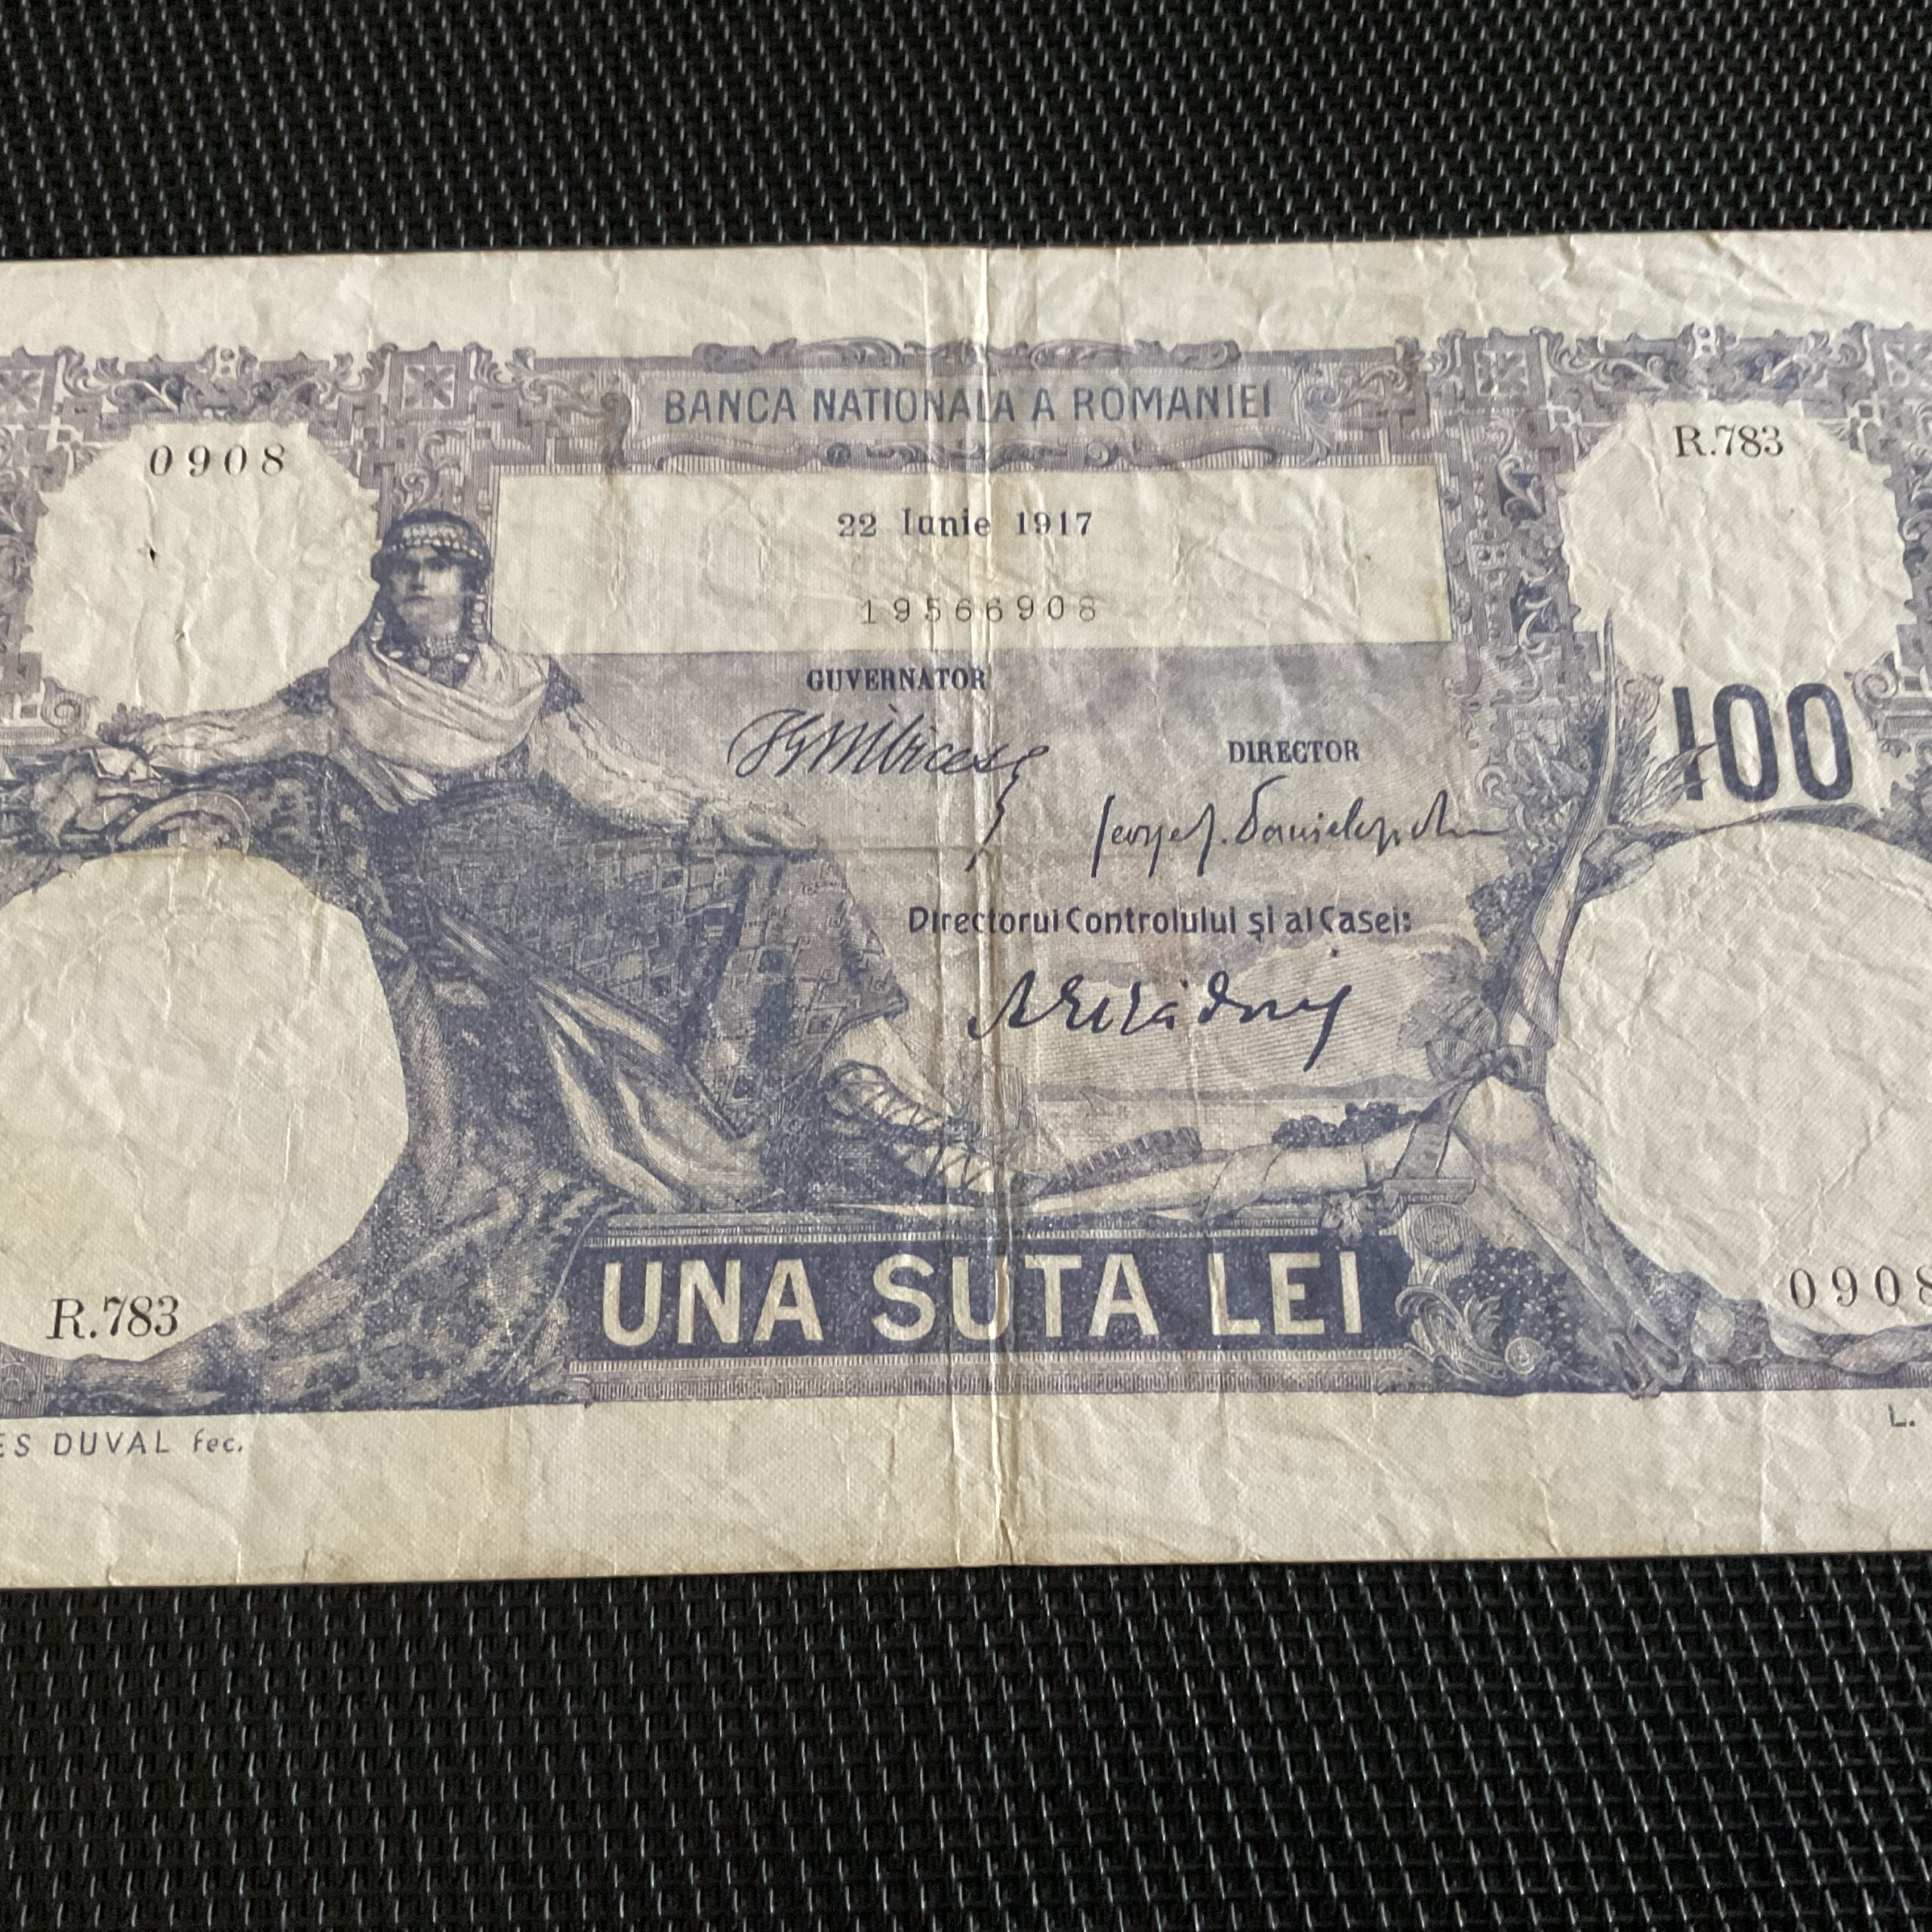 BANCA NATIONALA A ROMANIEI
0908
R.783
22 Iunie 1917
19566908
GUVERNATOR
DIRECTOR
100
Directorul Controlului și al Casei:
R.783
UNA SUTA LEI
0908
ES DUVAL fec.
L.